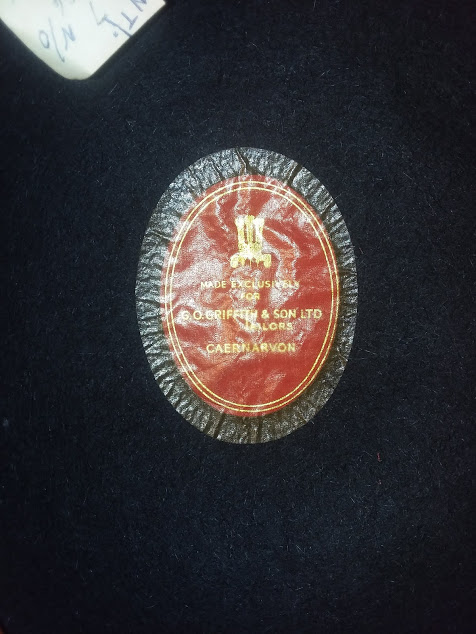 MADE EXCLUSIVELY
FOR
G.O.GRIFFITH & SON LTD
TAILORS
CAERNARVON